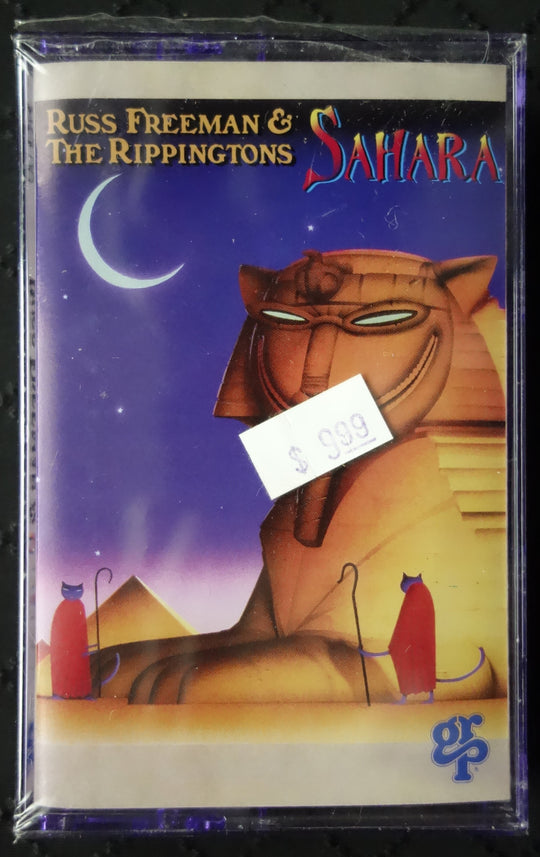 RUSS FREEMAN &
THE RIPPINGTONS
SAHARA
$ 999
grp